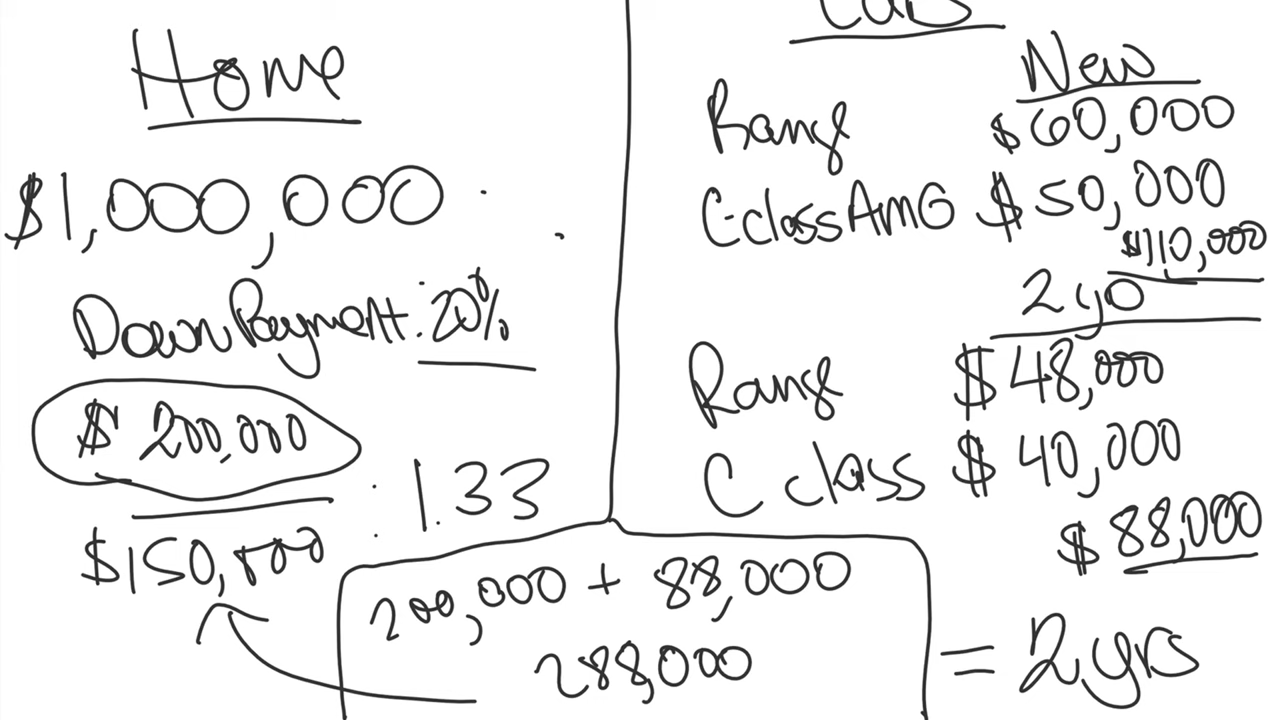 Home
$1,000,000
Down Payment: 20%
$200,000
$150,000
1.33
Cars
New
Rang $60,000
C-class AMG $50,000
$110,000
2 yo
Range $48,000
C class $40,000
$88,000
200,000 + 88,000
288,000
= 2 yrs